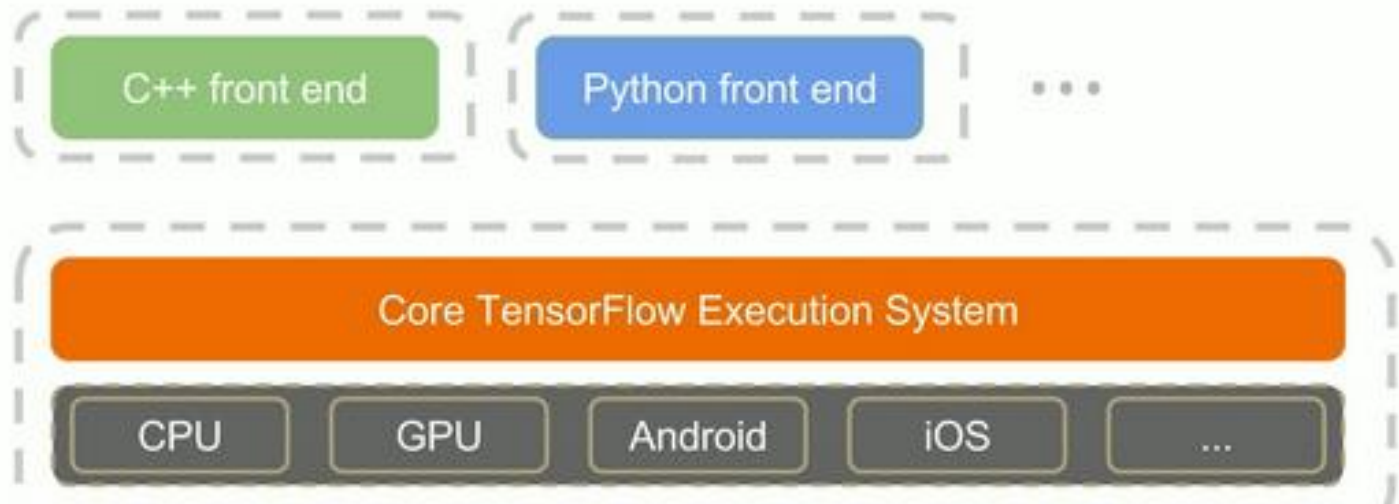 C++ front end
Python front end
...
Core TensorFlow Execution System
CPU
GPU
Android
iOS
...